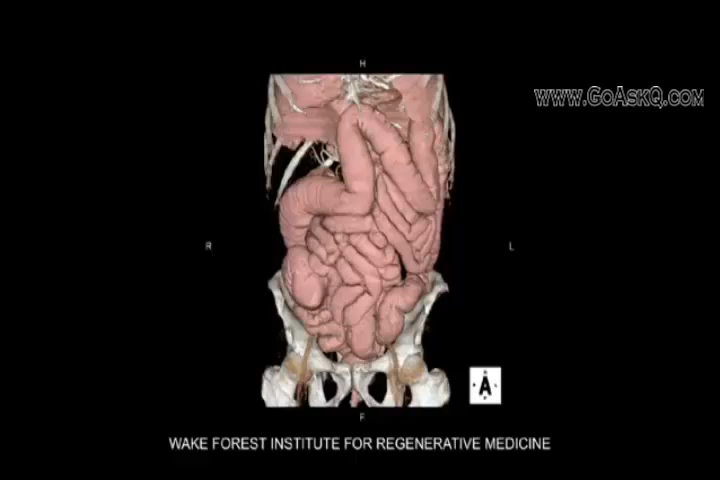 H
WWW.GOASKQ.COM
R
L
A
F
WAKE FOREST INSTITUTE FOR REGENERATIVE MEDICINE